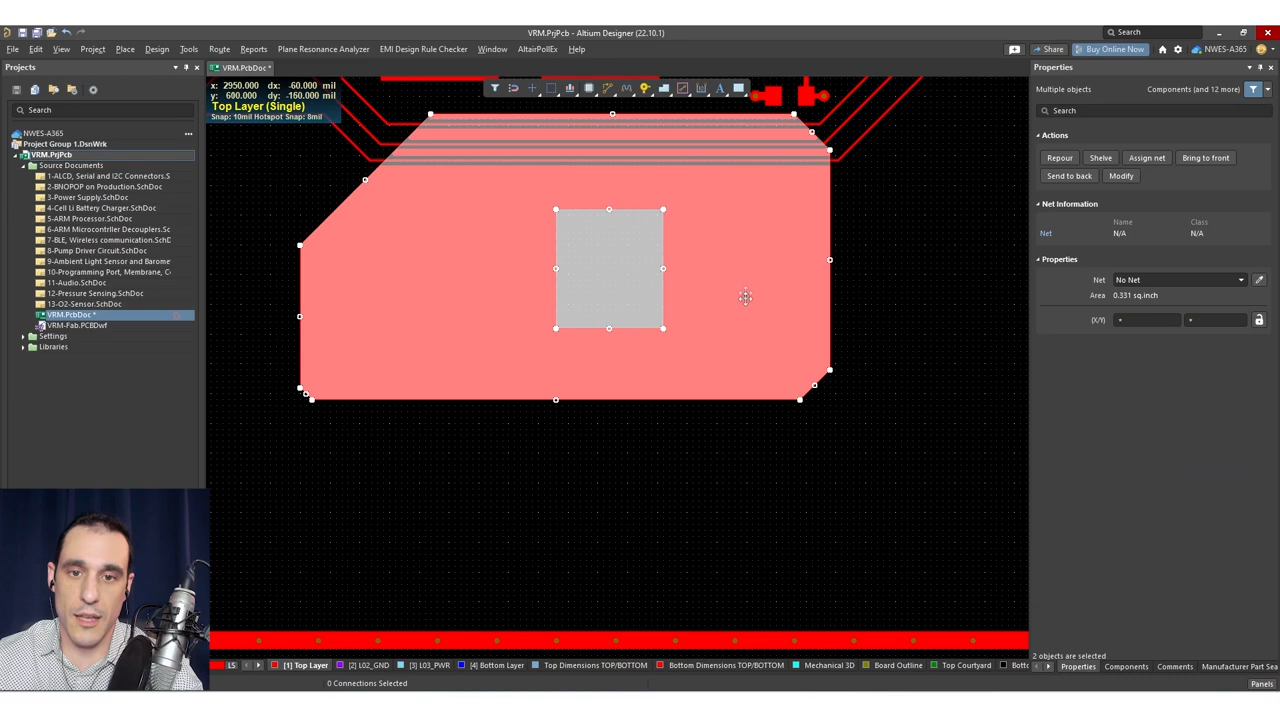 VRM.PrjPcb - Altium Designer (22.10.1)
Search
File Edit View Project Place Design Tools Route Reports Plane Resonance Analyzer EMI Design Rule Checker Window AltairPollEx Help
Share
Buy Online Now
NWES-A365
Projects
VRM.PcbDoc *
Properties
x: 2950.000 dx: -60.000 mil
y: 600.000 dy: -160.000 mil
Top Layer (Single)
Snap: 10mil Hotspot Snap: 8mil
Multiple objects
Components (and 12 more)
Search
Search
NWES-A365
Project Group 1.DsnWrk
VRM.PrjPcb
Source Documents
1-ALCD, Serial and I2C Connectors.S
2-BNOPOP on Production.SchDoc
3-Power Supply.SchDoc
4-Cell Li Battery Charger.SchDoc
5-ARM Processor.SchDoc
6-ARM Microcontrller Decouplers.Sc
7-BLE, Wireless communication.SchD
8-Pump Driver Circuit.SchDoc
9-Ambient Light Sensor and Barome
10-Programming Port, Membrane, C
11-Audio.SchDoc
12-Pressure Sensing.SchDoc
13-O2-Sensor.SchDoc
VRM.PcbDoc *
VRM-Fab.PCBDwf
Settings
Libraries
Actions
Repour Shelve Assign net Bring to front
Send to back Modify
Net Information
Name Class
Net N/A N/A
Properties
Net No Net
Area 0.331 sq.inch
(X/Y) * *
2 objects are selected
LS [1] Top Layer [2] L02_GND [3] L03_PWR [4] Bottom Layer Top Dimensions TOP/BOTTOM Bottom Dimensions TOP/BOTTOM Mechanical 3D Board Outline Top Courtyard Botto
Properties Components Comments Manufacturer Part Sea
0 Connections Selected
Panels